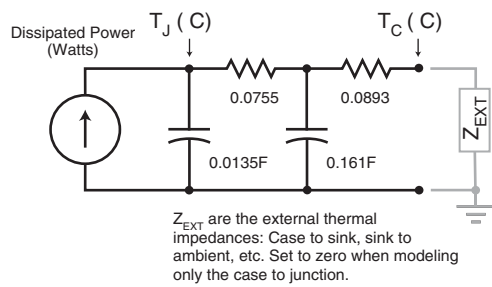 Dissipated Power
(Watts)
T_J ( C)
T_C ( C)
0.0755
0.0893
0.0135F
0.161F
Z_EXT
Z_EXT are the external thermal
impedances: Case to sink, sink to
ambient, etc. Set to zero when modeling
only the case to junction.